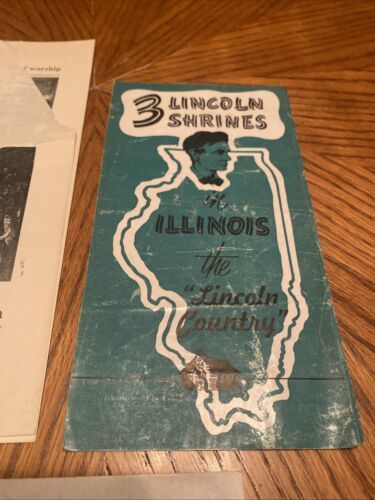 worship
3 LINCOLN
SHRINES
in
ILLINOIS
the
"Lincoln
Country"